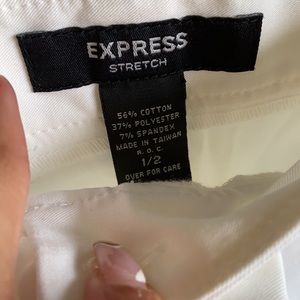 EXPRESS
STRETCH
56% COTTON
37% POLYESTER
7% SPANDEX
MADE IN TAIWAN
R.O.C.
1/2
OVER FOR CARE